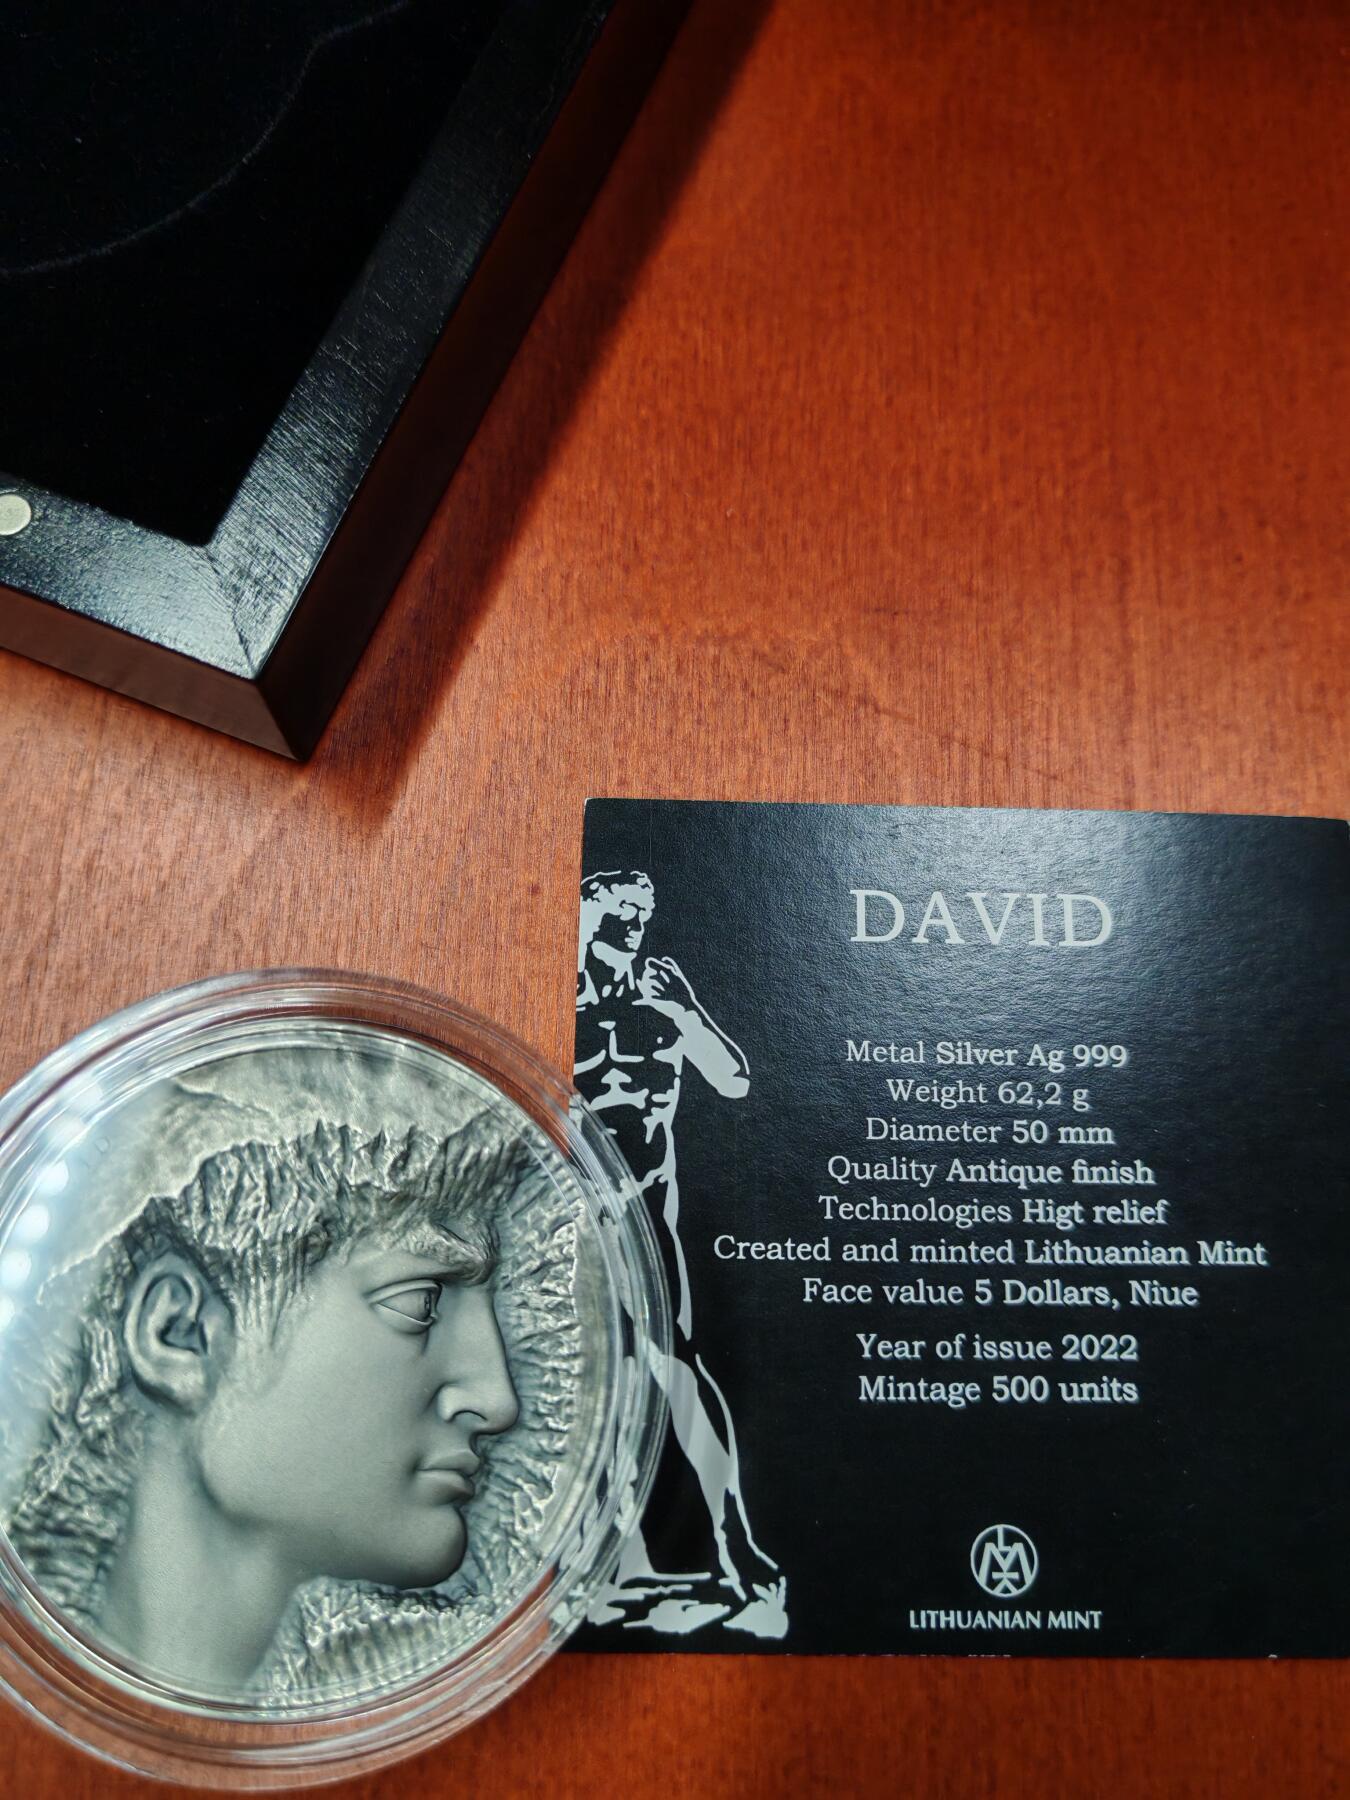 DAVID
Metal Silver Ag 999
Weight 62,2 g
Diameter 50 mm
Quality Antique finish
Technologies Higt relief
Created and minted Lithuanian Mint
Face value 5 Dollars, Niue
Year of issue 2022
Mintage 500 units
LITHUANIAN MINT